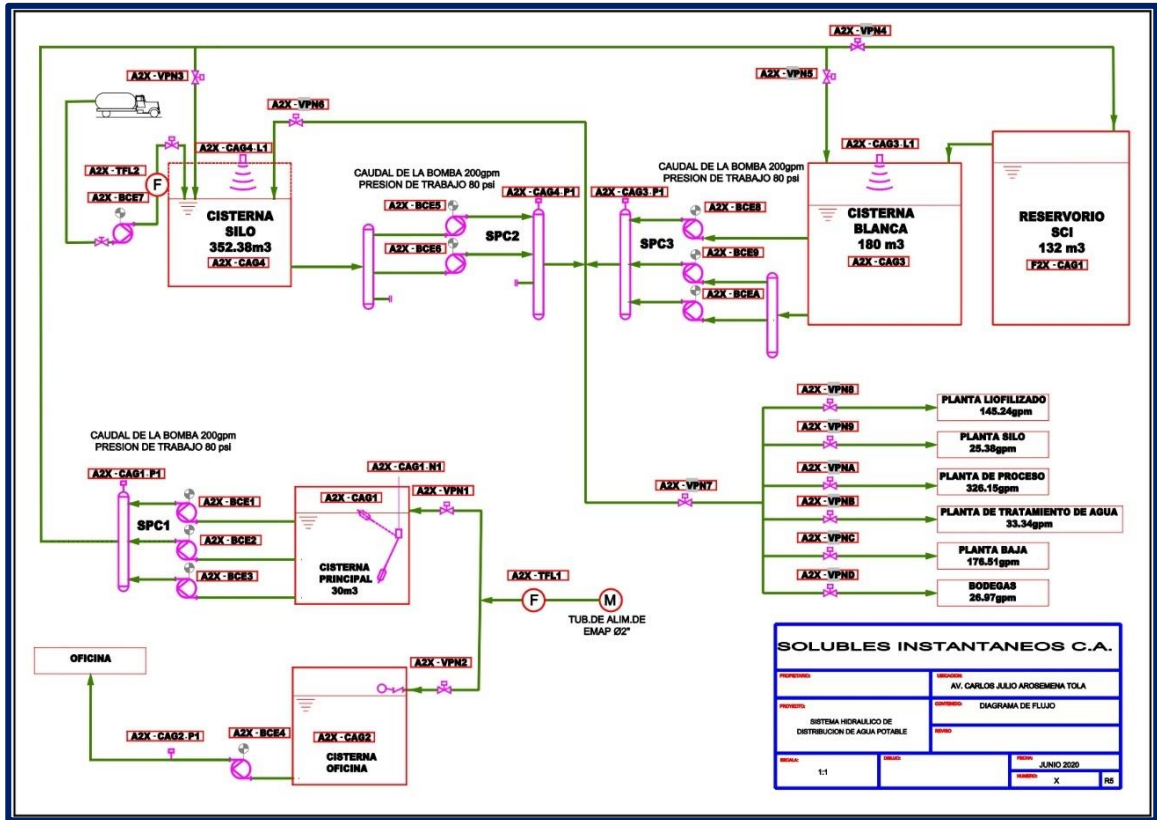 A2X - VPN4
A2X - VPN3
A2X - VPN5
A2X - VPN6
A2X - CAG4-L1
A2X - CAG3-L1
A2X - TFL2
F
A2X - BCE7
CISTERNA
SILO
352.38m3
A2X - CAG4
CAUDAL DE LA BOMBA 200gpm
PRESION DE TRABAJO 80 psi
A2X - BCE5
A2X - BCE6
SPC2
A2X - CAG4-P1
A2X - CAG3-P1
CAUDAL DE LA BOMBA 200gpm
PRESION DE TRABAJO 80 psi
A2X - BCE8
SPC3
A2X - BCE9
A2X - BCEA
CISTERNA
BLANCA
180 m3
A2X - CAG3
RESERVORIO
SCI
132 m3
F2X - CAG1
A2X - VPN8
PLANTA LIOFILIZADO
145.24gpm
A2X - VPN9
PLANTA SILO
25.38gpm
A2X - VPN7
A2X - VPNA
PLANTA DE PROCESO
326.15gpm
A2X - VPNB
PLANTA DE TRATAMIENTO DE AGUA
33.34gpm
A2X - VPNC
PLANTA BAJA
176.51gpm
A2X - VPND
BODEGAS
26.97gpm
CAUDAL DE LA BOMBA 200gpm
PRESION DE TRABAJO 80 psi
A2X - CAG1-P1
A2X - BCE1
SPC1
A2X - BCE2
A2X - BCE3
A2X - CAG1-N1
A2X - CAG1
A2X - VPN1
CISTERNA
PRINCIPAL
30m3
A2X - TFL1
F
M
TUB.DE ALIM.DE
EMAP Ø2"
OFICINA
A2X - VPN2
A2X - CAG2-P1
A2X - BCE4
A2X - CAG2
CISTERNA
OFICINA
SOLUBLES INSTANTANEOS C.A.
PROPIETARIO:
UBICACION:
AV. CARLOS JULIO AROSEMENA TOLA
PROYECTO:
SISTEMA HIDRAULICO DE
DISTRIBUCION DE AGUA POTABLE
CONTENIDO:
DIAGRAMA DE FLUJO
REVISO
ESCALA:
1:1
DIBUJO:
FECHA:
JUNIO 2020
NUMERO:
X
R5